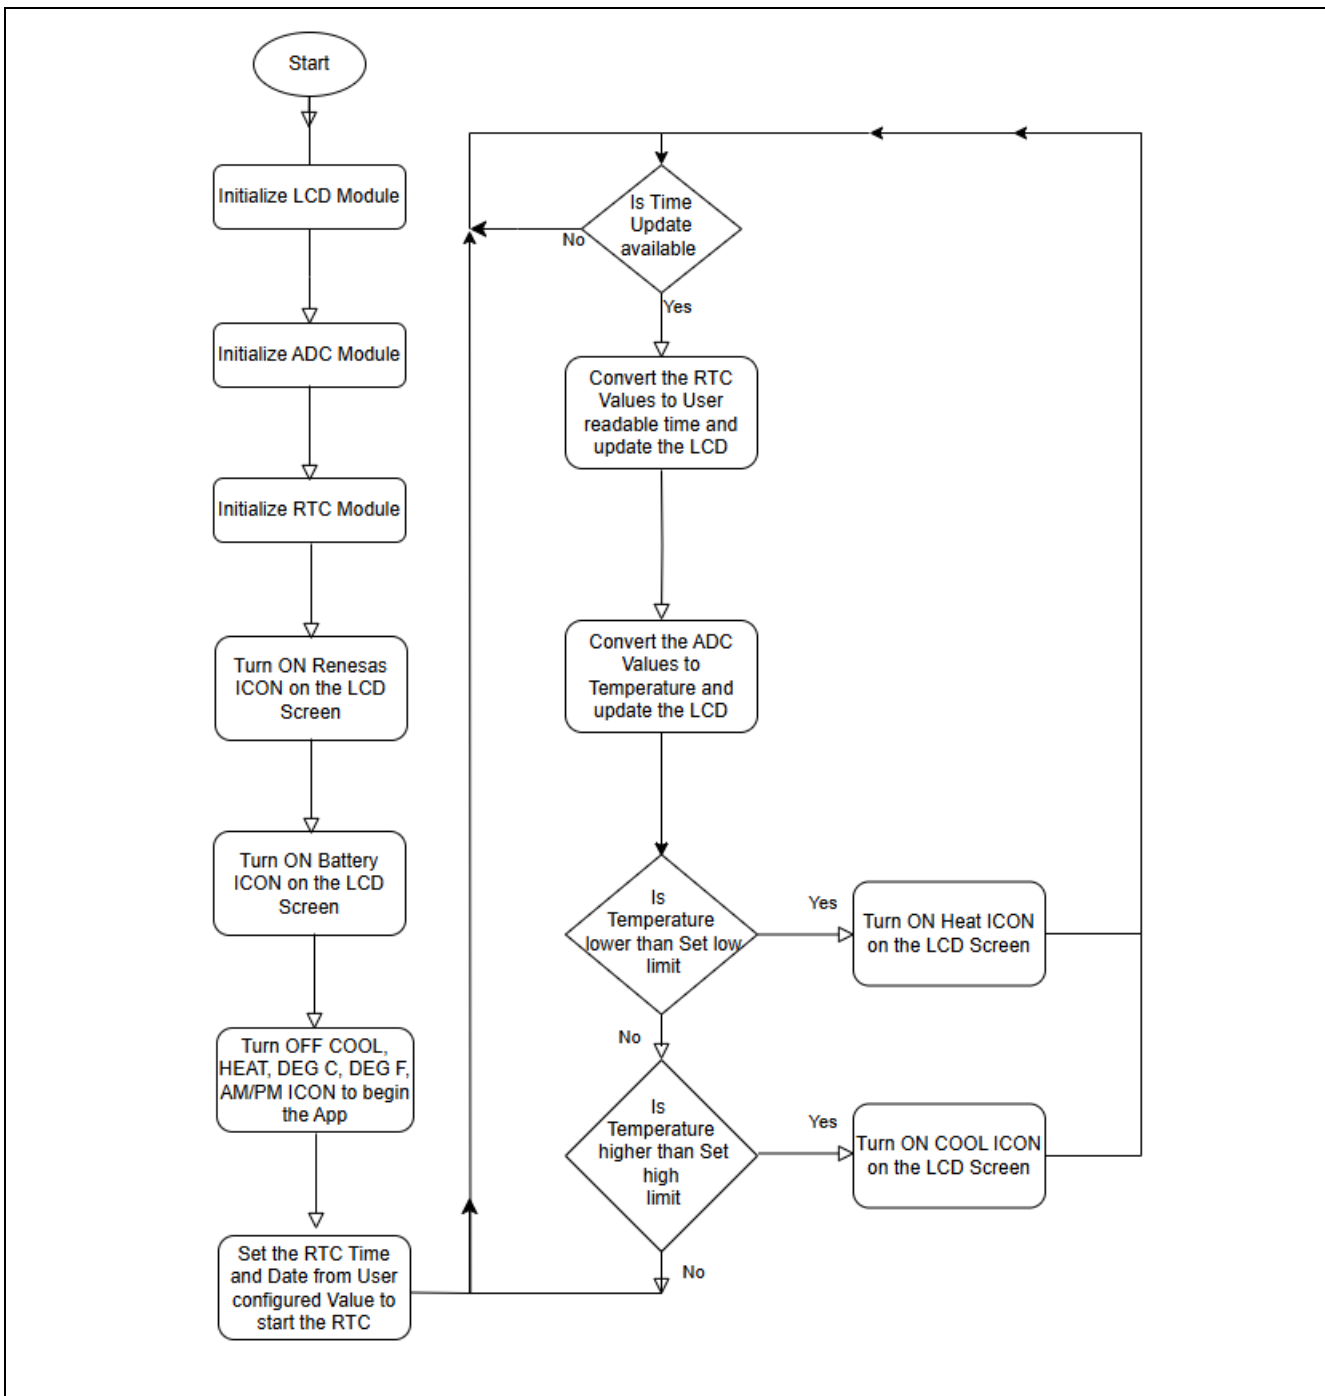 Start
Initialize LCD Module
Initialize ADC Module
Initialize RTC Module
Turn ON Renesas
ICON on the LCD
Screen
Turn ON Battery
ICON on the LCD
Screen
Turn OFF COOL,
HEAT, DEG C, DEG F,
AM/PM ICON to begin
the App
Set the RTC Time
and Date from User
configured Value to
start the RTC
Is Time
Update
available
No
Yes
Convert the RTC
Values to User
readable time and
update the LCD
Convert the ADC
Values to
Temperature and
update the LCD
Is
Temperature
lower than Set low
limit
Yes
Turn ON Heat ICON
on the LCD Screen
No
Is
Temperature
higher than Set
high
limit
Yes
Turn ON COOL ICON
on the LCD Screen
No